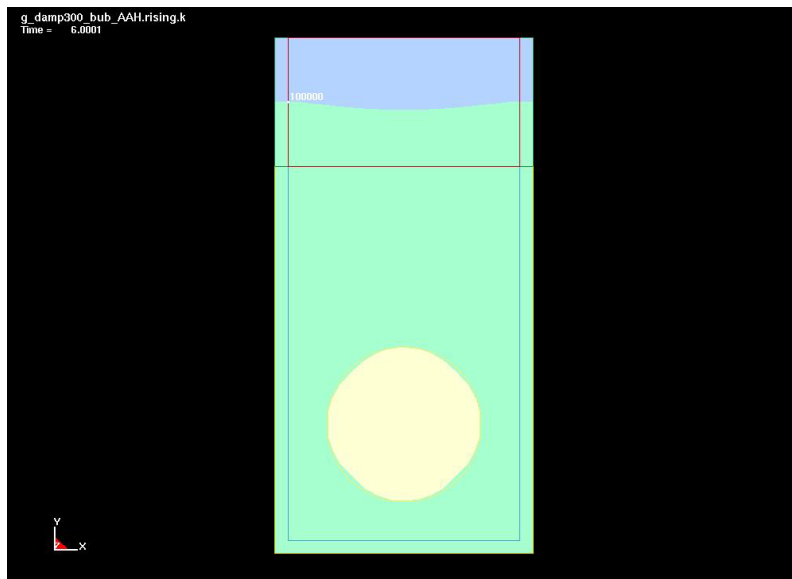 g_damp300_bub_AAH.rising.k
Time = 6.0001
100000
Y
Z X